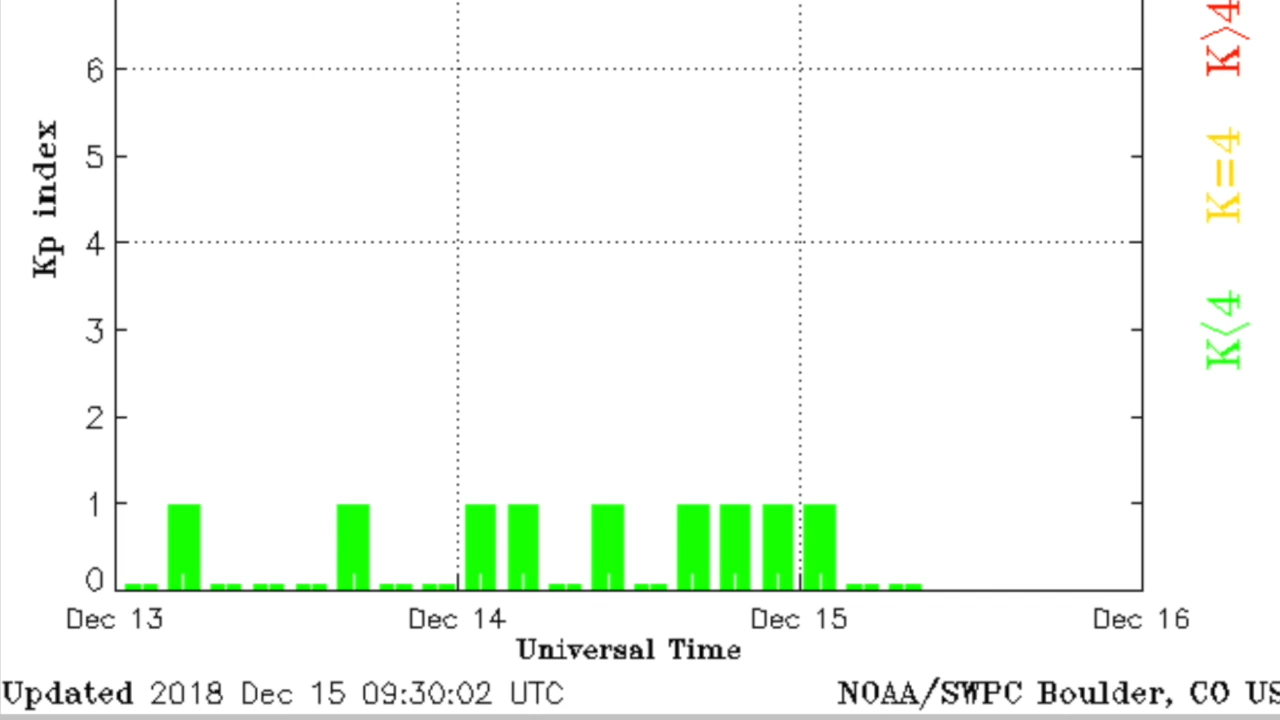 6
5
4
3
2
1
0
Kp index
K>4
K=4
K<4
Dec 13 Dec 14 Dec 15 Dec 16
Universal Time
Updated 2018 Dec 15 09:30:02 UTC
NOAA/SWPC Boulder, CO US